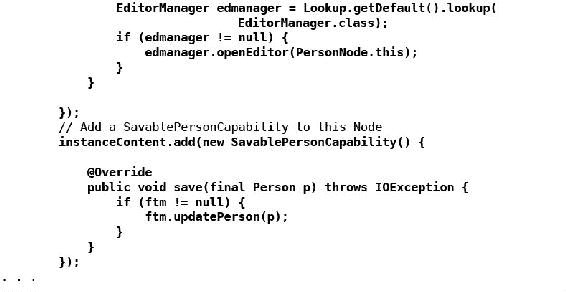 EditorManager edmanager = Lookup.getDefault().lookup(
EditorManager.class);
if (edmanager != null) {
edmanager.openEditor(PersonNode.this);
}
}
});
// Add a SavablePersonCapability to this Node
instanceContent.add(new SavablePersonCapability() {
@Override
public void save(final Person p) throws IOException {
if (ftm != null) {
ftm.updatePerson(p);
}
}
});
. . .